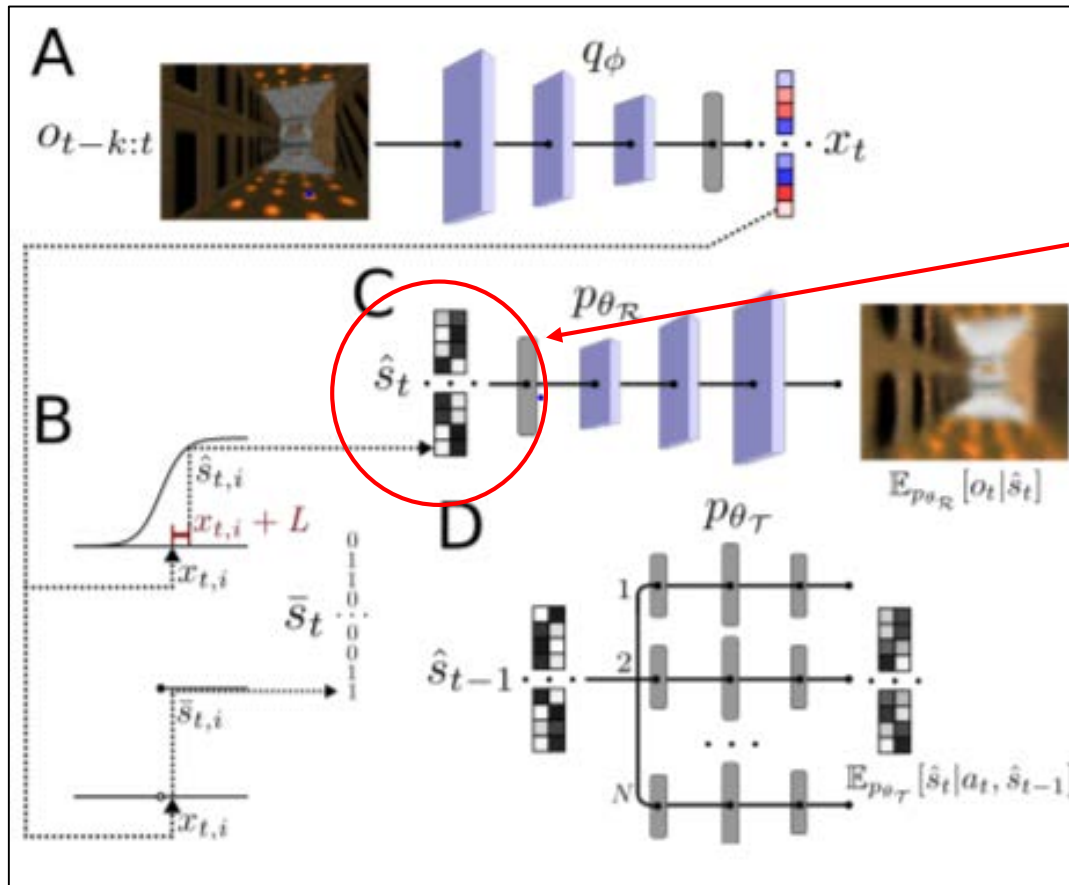 A
q_ϕ
o_{t−k:t}
x_t
C
p_{θ_R}
ŝ_t
B
ŝ_{t,i}
x_{t,i} + L
x_{t,i}
𝔼_{p_{θ_R}}[o_t|ŝ_t]
D
p_{θ_T}
0
1
1
0
s̄_t
0
0
1
1
s̄_{t,i}
x_{t,i}
1
ŝ_{t−1}
2
N
𝔼_{p_{θ_T}}[ŝ_t|a_t, ŝ_{t−1}]